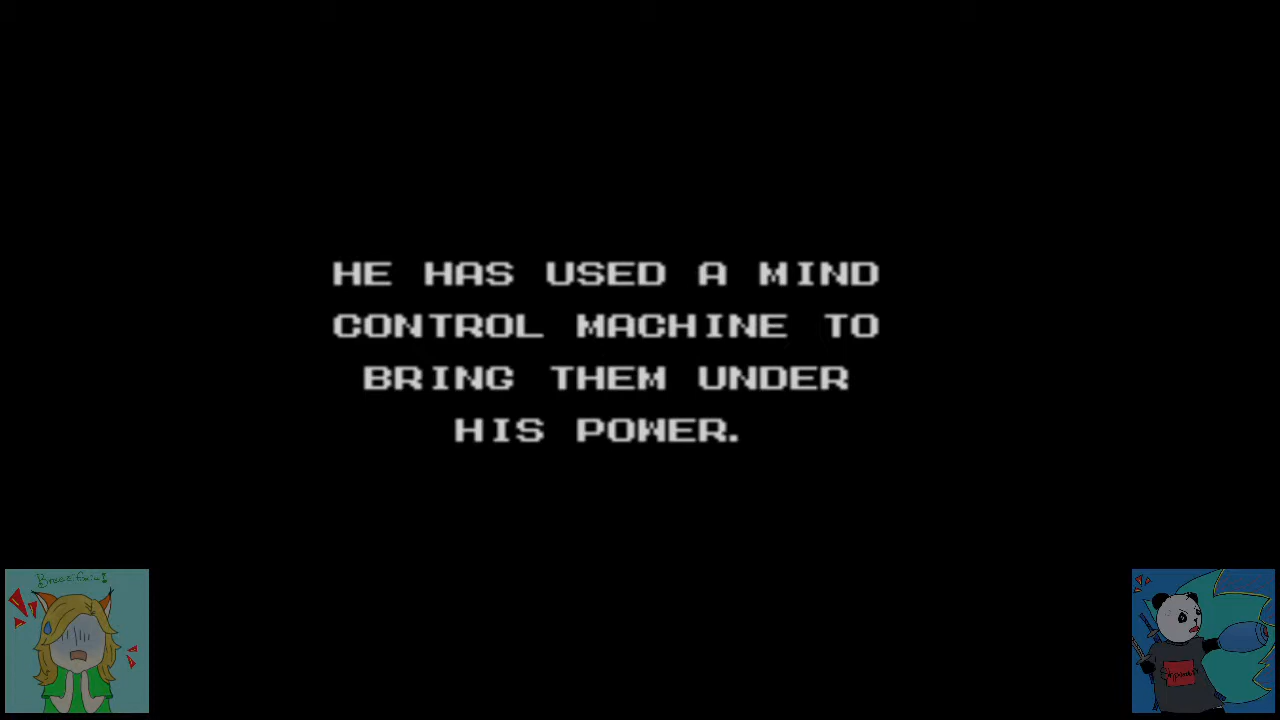 HE HAS USED A MIND
CONTROL MACHINE TO
BRING THEM UNDER
HIS POWER.